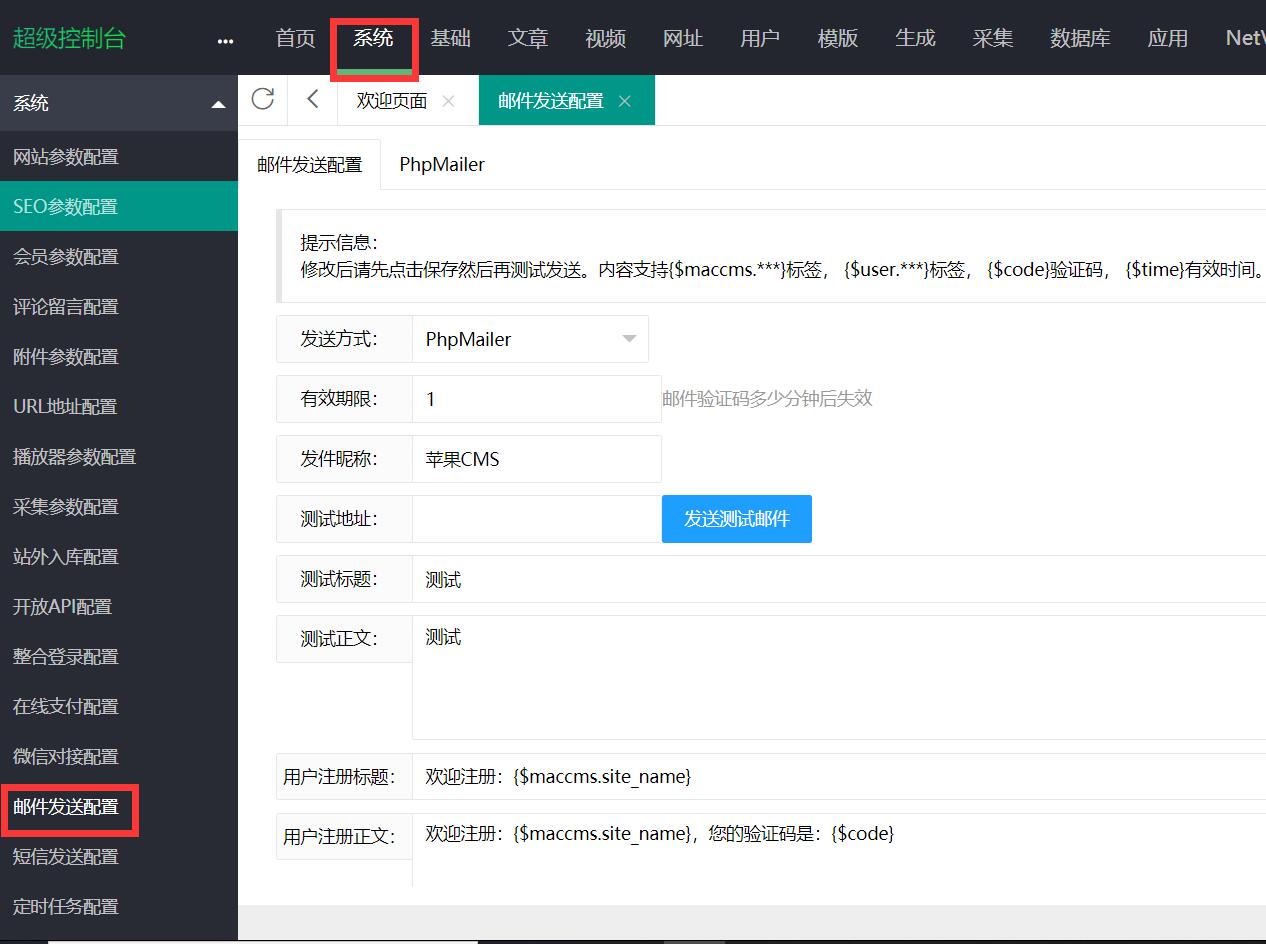 超级控制台 ... 首页 系统 基础 文章 视频 网址 用户 模版 生成 采集 数据库 应用 NetV
系统
欢迎页面 邮件发送配置
网站参数配置
SEO参数配置
会员参数配置
评论留言配置
附件参数配置
URL地址配置
播放器参数配置
采集参数配置
站外入库配置
开放API配置
整合登录配置
在线支付配置
微信对接配置
邮件发送配置
短信发送配置
定时任务配置
邮件发送配置 PhpMailer
提示信息：
修改后请先点击保存然后再测试发送。内容支持{$maccms.***}标签， {$user.***}标签， {$code}验证码， {$time}有效时间。
发送方式： PhpMailer
有效期限： 1 邮件验证码多少分钟后失效
发件昵称： 苹果CMS
测试地址： 发送测试邮件
测试标题： 测试
测试正文： 测试
用户注册标题： 欢迎注册：{$maccms.site_name}
用户注册正文： 欢迎注册：{$maccms.site_name}，您的验证码是：{$code}